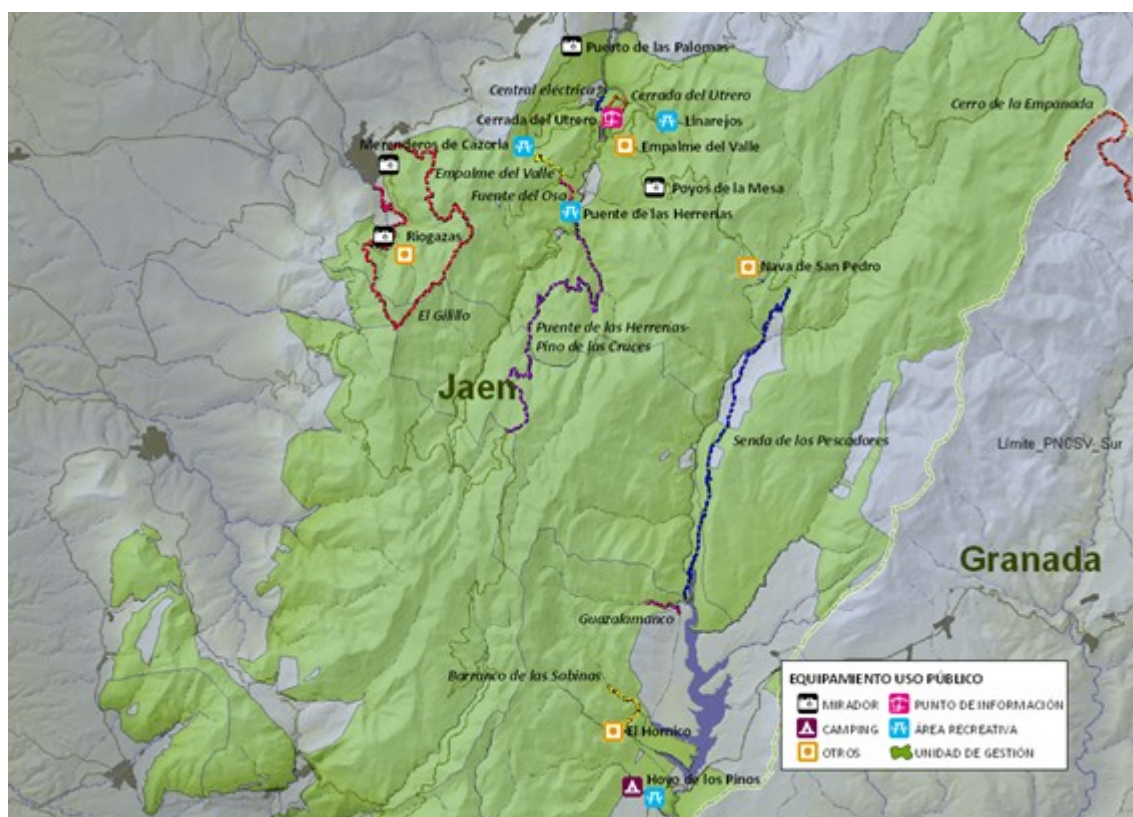 Puerto de las Palomas
Central eléctrica
Cerrada del Utrero
Cerro de la Empanada
Cerrada del Utrero
Linarejos
Merenderos de Cazorla
Empalme del Valle
Empalme del Valle
Poyos de la Mesa
Fuente del Oso
Puente de las Herrerías
Riogazas
Nava de San Pedro
El Gilillo
Puente de las Herrerías-
Pino de las Cruces
Jaen
Senda de los Pescadores
Límite_PNCSV_Sur
Granada
Guazalamanco
Barranco de las Sabinas
El Hornico
Hoyo de los Pinos
EQUIPAMIENTO USO PÚBLICO
MIRADOR
PUNTO DE INFORMACIÓN
CAMPING
ÁREA RECREATIVA
OTROS
UNIDAD DE GESTIÓN